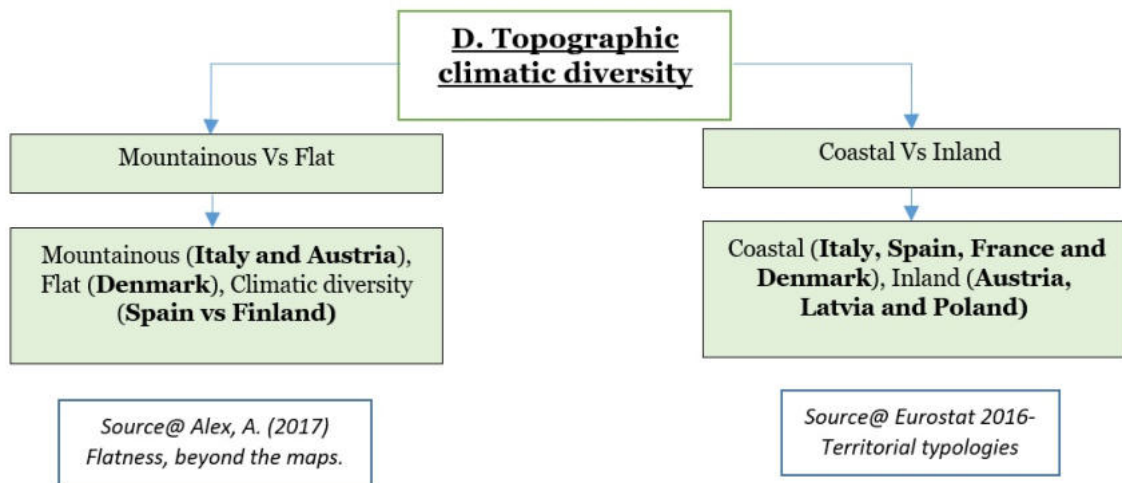 D. Topographic
climatic diversity
Mountainous Vs Flat
Coastal Vs Inland
Mountainous (Italy and Austria),
Flat (Denmark), Climatic diversity
(Spain vs Finland)
Coastal (Italy, Spain, France and
Denmark), Inland (Austria,
Latvia and Poland)
Source@ Alex, A. (2017)
Flatness, beyond the maps.
Source@ Eurostat 2016-
Territorial typologies